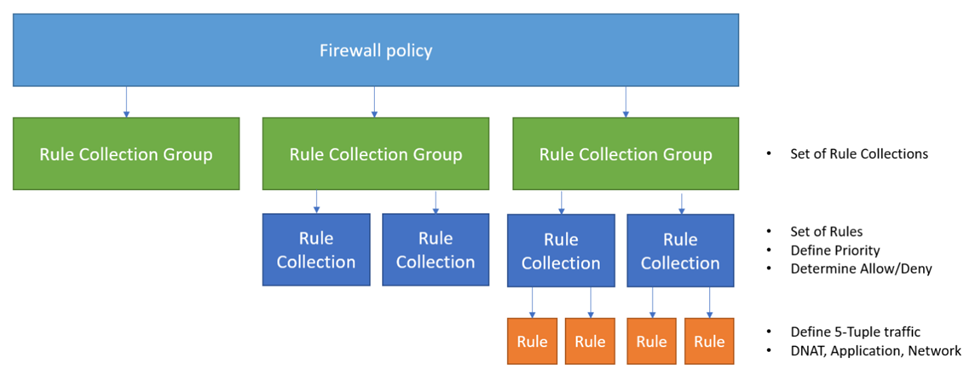 Firewall policy
Rule Collection Group
Rule Collection Group
Rule Collection Group
• Set of Rule Collections
Rule
Collection
Rule
Collection
Rule
Collection
Rule
Collection
• Set of Rules
• Define Priority
• Determine Allow/Deny
Rule
Rule
Rule
Rule
• Define 5-Tuple traffic
• DNAT, Application, Network